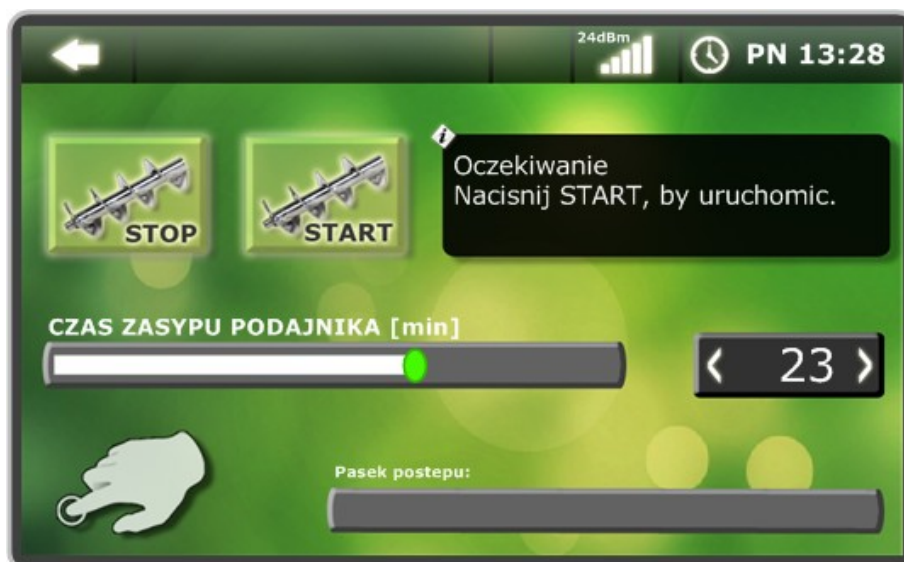 24dBm
PN 13:28
STOP
START
Oczekiwanie
Nacisnij START, by uruchomic.
CZAS ZASYPU PODAJNIKA [min]
23
Pasek postepu: